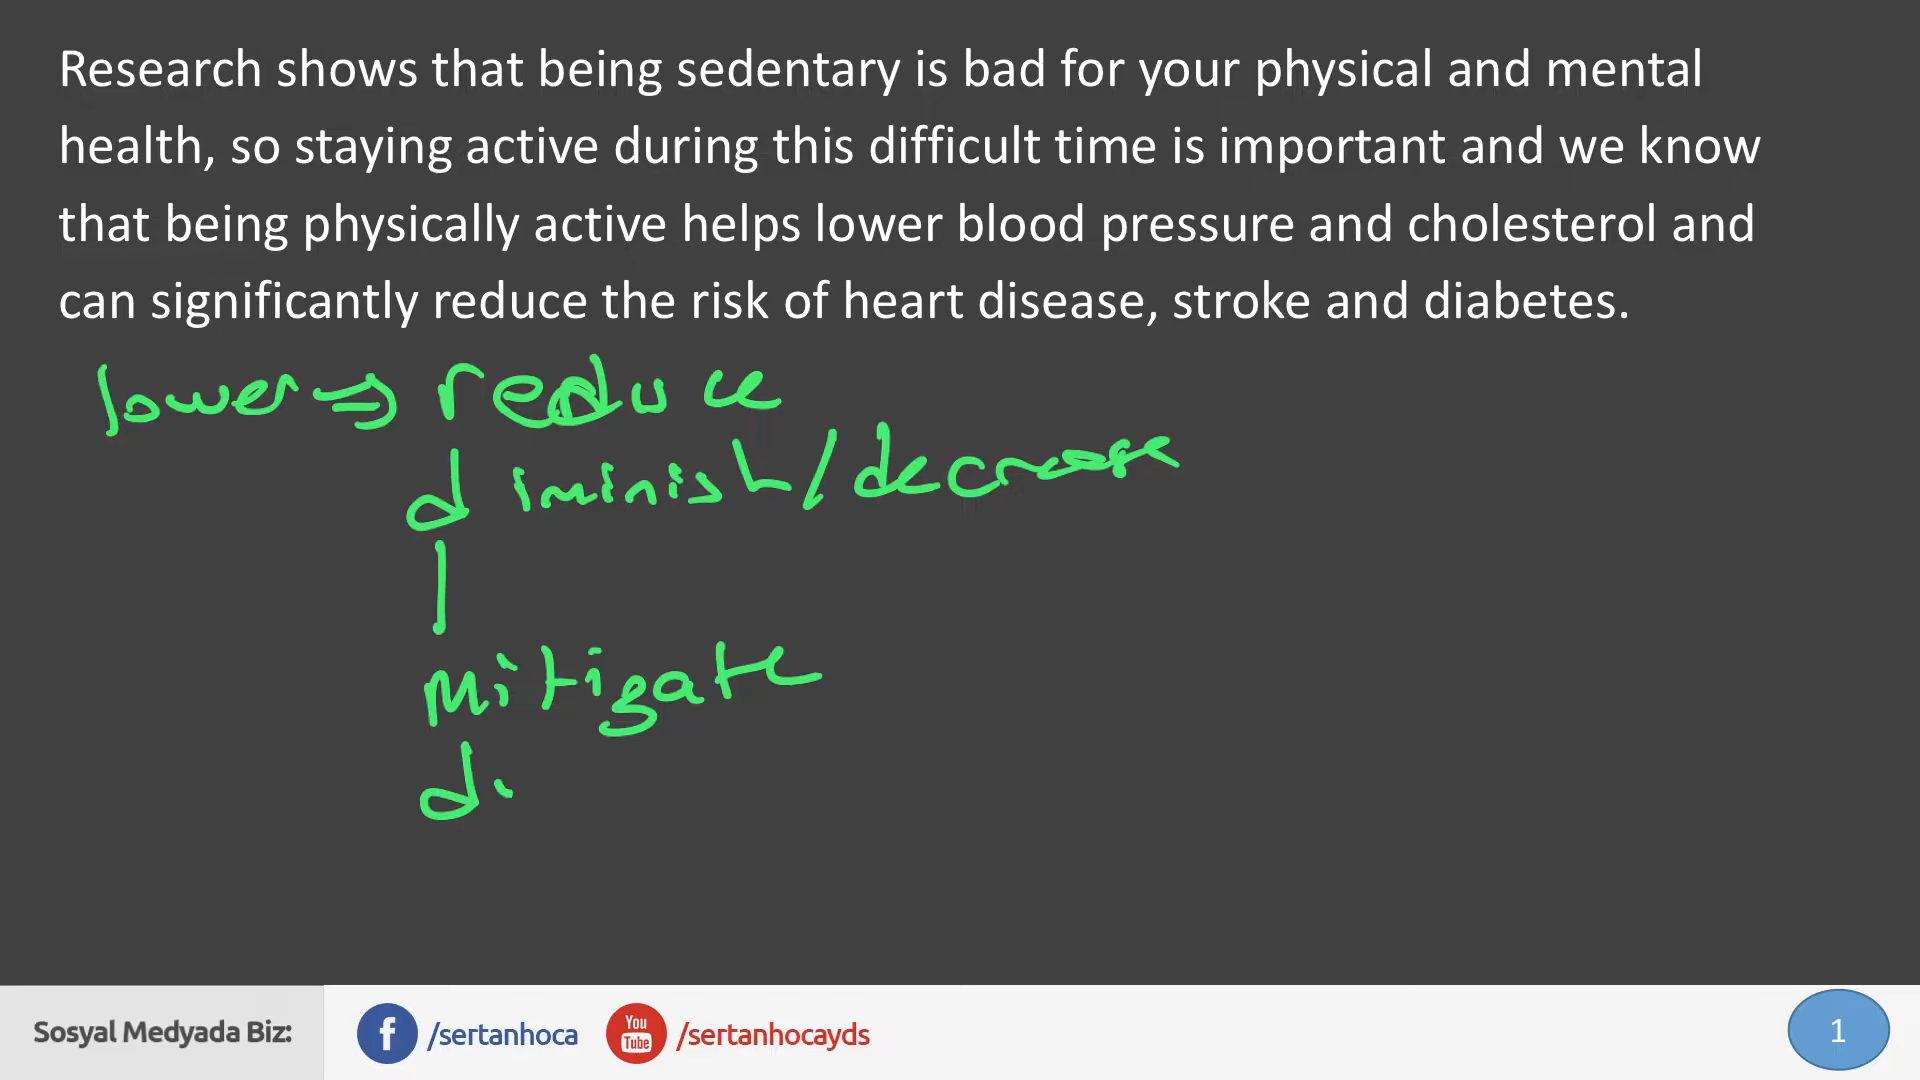 Research shows that being sedentary is bad for your physical and mental
health, so staying active during this difficult time is important and we know
that being physically active helps lower blood pressure and cholesterol and
can significantly reduce the risk of heart disease, stroke and diabetes.
lower ⇒ reduce
diminish/decrease
mitigate
di
Sosyal Medyada Biz: f /sertanhoca You Tube /sertanhocayds 1